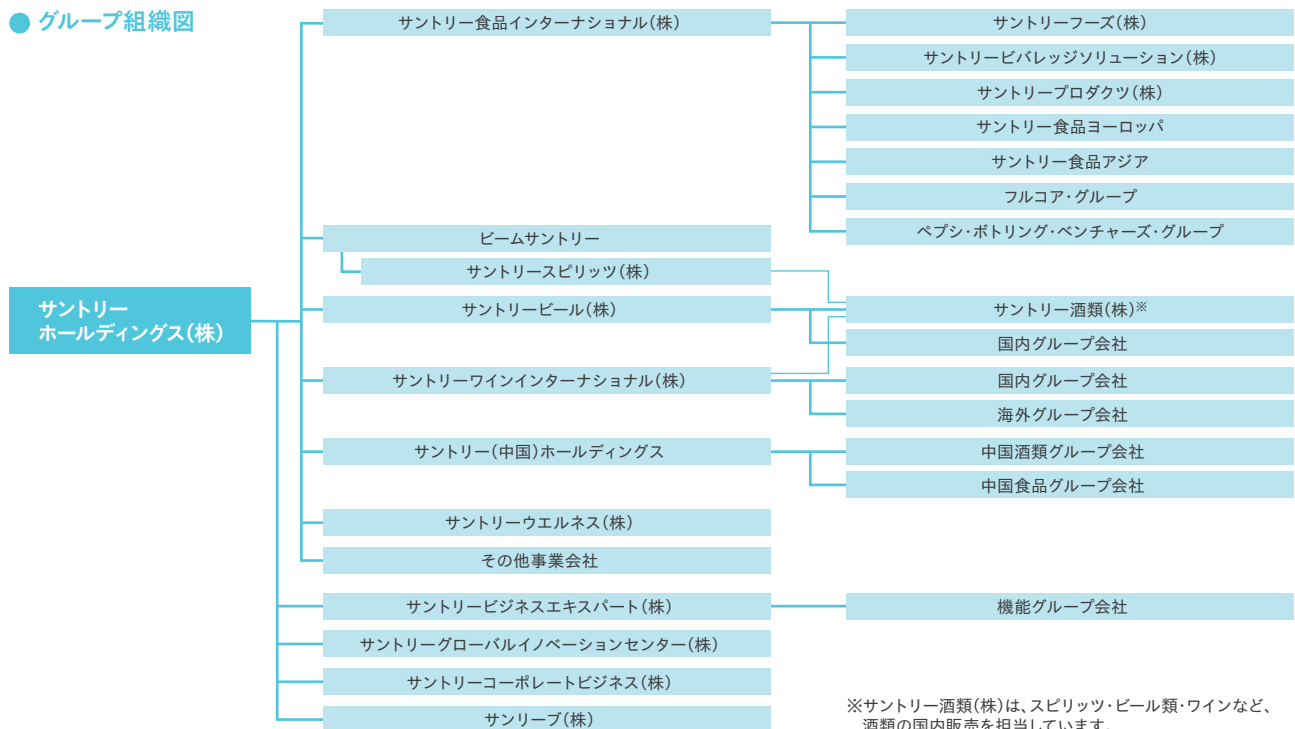 ● グループ組織図
サントリー食品インターナショナル(株)
サントリーフーズ(株)
サントリービバレッジソリューション(株)
サントリープロダクツ(株)
サントリー食品ヨーロッパ
サントリー食品アジア
フルコア・グループ
ペプシ・ボトリング・ベンチャーズ・グループ
ビームサントリー
サントリースピリッツ(株)
サントリー
ホールディングス(株)
サントリービール(株)
サントリー酒類(株)※
国内グループ会社
サントリーワインインターナショナル(株)
国内グループ会社
海外グループ会社
サントリー(中国)ホールディングス
中国酒類グループ会社
中国食品グループ会社
サントリーウエルネス(株)
その他事業会社
サントリービジネスエキスパート(株)
機能グループ会社
サントリーグローバルイノベーションセンター(株)
サントリーコーポレートビジネス(株)
サンリーブ(株)
※サントリー酒類(株)は、スピリッツ・ビール類・ワインなど、
酒類の国内販売を担当しています。